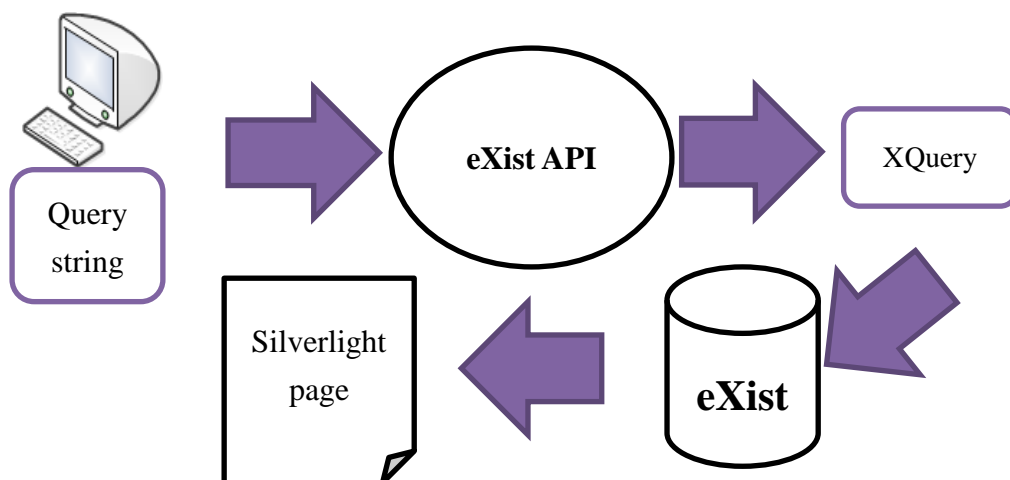 Query
string
eXist API
XQuery
eXist
Silverlight
page